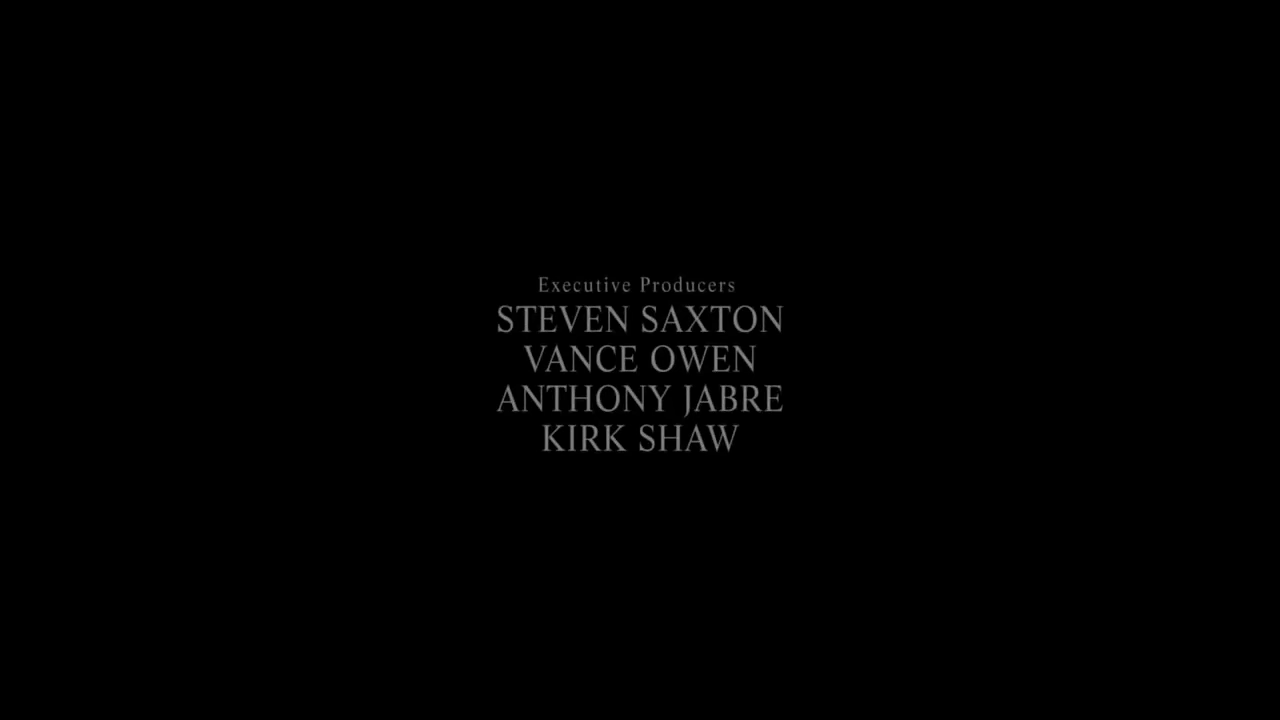 Executive Producers
STEVEN SAXTON
VANCE OWEN
ANTHONY JABRE
KIRK SHAW